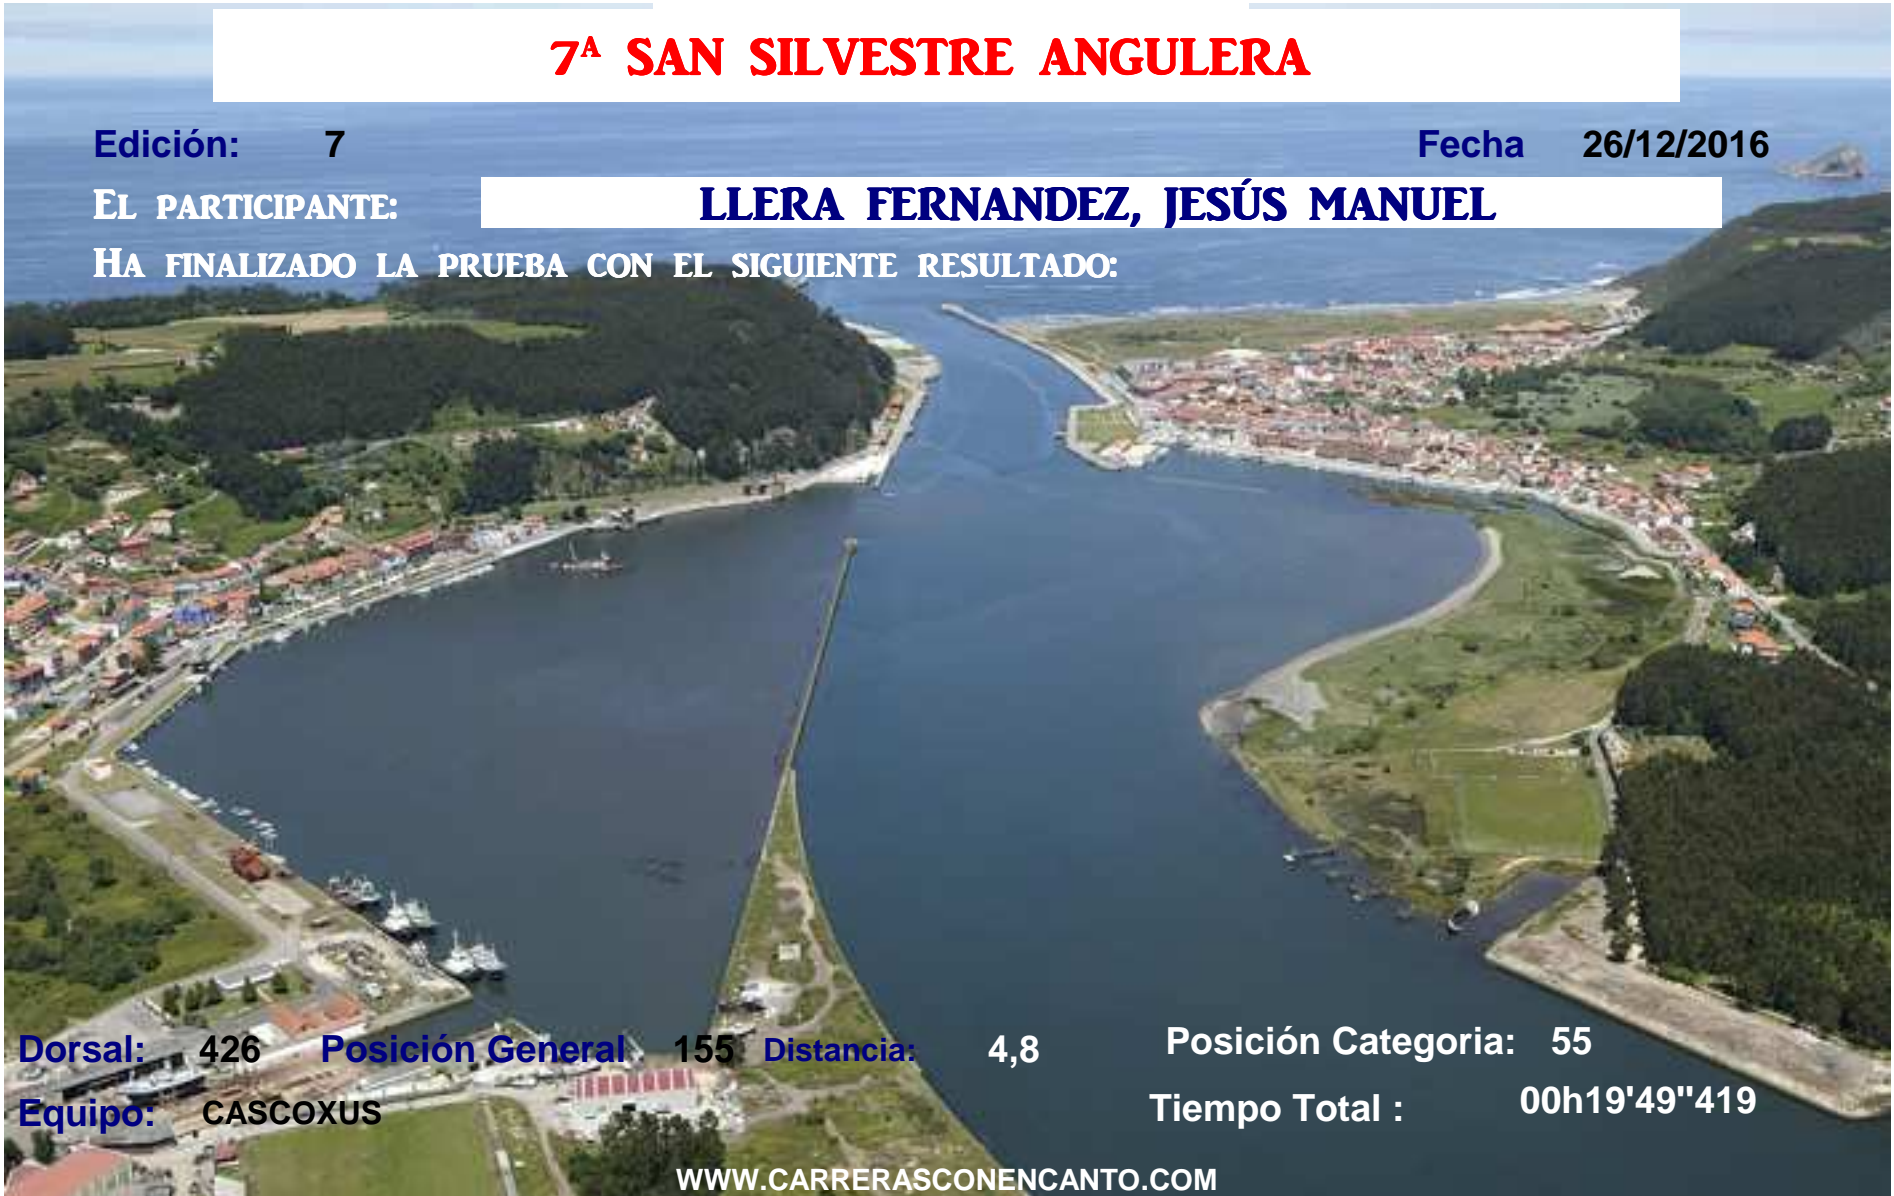 7ª SAN SILVESTRE ANGULERA
Edición: 7 Fecha 26/12/2016
El participante: LLERA FERNANDEZ, JESÚS MANUEL
Ha finalizado la prueba con el siguiente resultado:
Dorsal: 426 Posición General 155 Distancia: 4,8 Posición Categoria: 55
Equipo: CASCOXUS Tiempo Total : 00h19'49"419
WWW.CARRERASCONENCANTO.COM